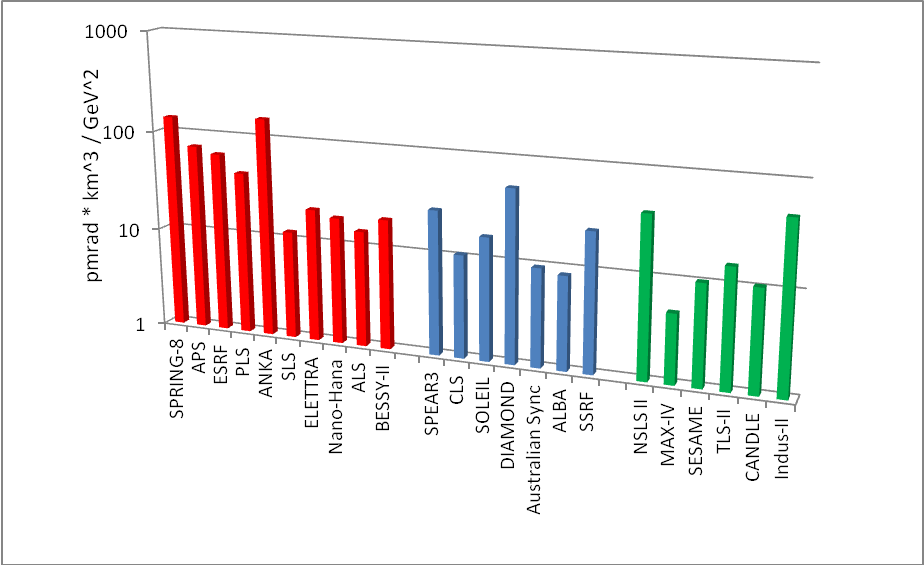 1000
100
10
1
pmrad * km^3 / GeV^2
SPRING-8
APS
ESRF
PLS
ANKA
SLS
ELETTRA
Nano-Hana
ALS
BESSY-II
SPEAR3
CLS
SOLEIL
DIAMOND
Australian Sync
ALBA
SSRF
NSLS II
MAX-IV
SESAME
TLS-II
CANDLE
Indus-II